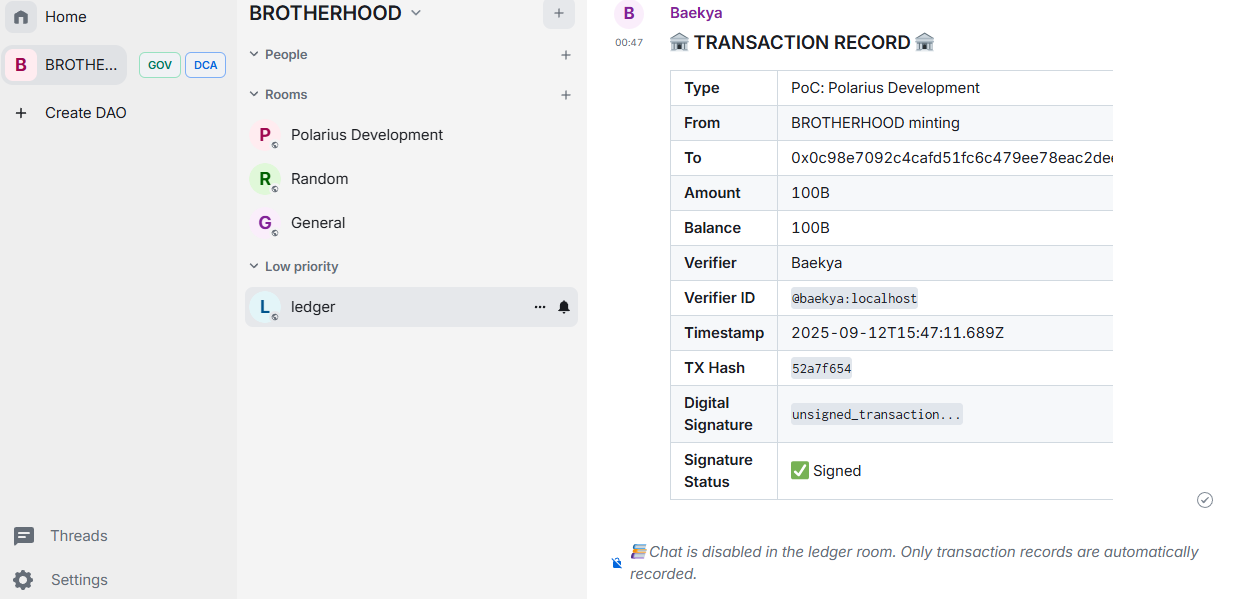 Home
B BROTHE... GOV DCA
+ Create DAO
Threads
Settings
BROTHERHOOD
+
People +
Rooms +
P Polarius Development
R Random
G General
Low priority
L ledger ...
B Baekya
00:47 🏛️ TRANSACTION RECORD 🏛️
Type PoC: Polarius Development
From BROTHERHOOD minting
To 0x0c98e7092c4cafd51fc6c479ee78eac2dee
Amount 100B
Balance 100B
Verifier Baekya
Verifier ID @baekya:localhost
Timestamp 2025-09-12T15:47:11.689Z
TX Hash 52a7f654
Digital
Signature unsigned_transaction...
Signature
Status ✅ Signed
📚 Chat is disabled in the ledger room. Only transaction records are automatically
recorded.